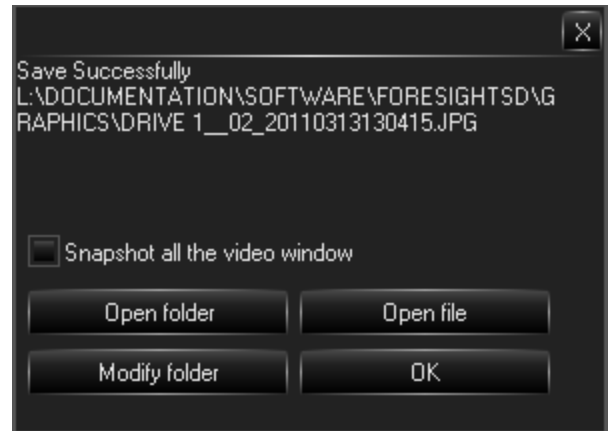 X
Save Successfully
L:\DOCUMENTATION\SOFTWARE\FORESIGHTSD\G
RAPHICS\DRIVE 1__02_20110313130415.JPG
Snapshot all the video window
Open folder
Open file
Modify folder
OK